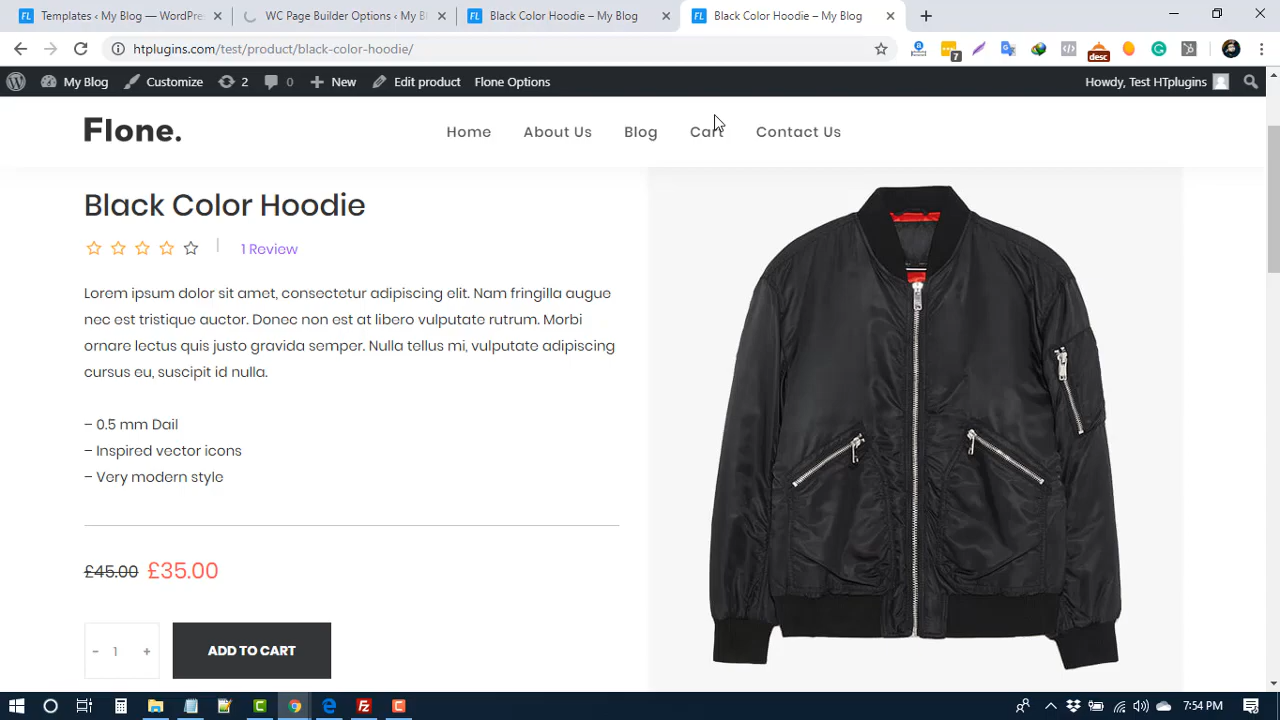 Templates ‹ My Blog — WordPre
WC Page Builder Options ‹ My B
Black Color Hoodie – My Blog
Black Color Hoodie – My Blog
htplugins.com/test/product/black-color-hoodie/
7
desc
My Blog
Customize
2
0
New
Edit product
Flone Options
Howdy, Test HTplugins
Flone.
Home
About Us
Blog
Cart
Contact Us
Black Color Hoodie
1 Review
Lorem ipsum dolor sit amet, consectetur adipiscing elit. Nam fringilla augue
nec est tristique auctor. Donec non est at libero vulputate rutrum. Morbi
ornare lectus quis justo gravida semper. Nulla tellus mi, vulputate adipiscing
cursus eu, suscipit id nulla.
– 0.5 mm Dail
– Inspired vector icons
– Very modern style
£45.00 £35.00
- 1 +
ADD TO CART
7:54 PM